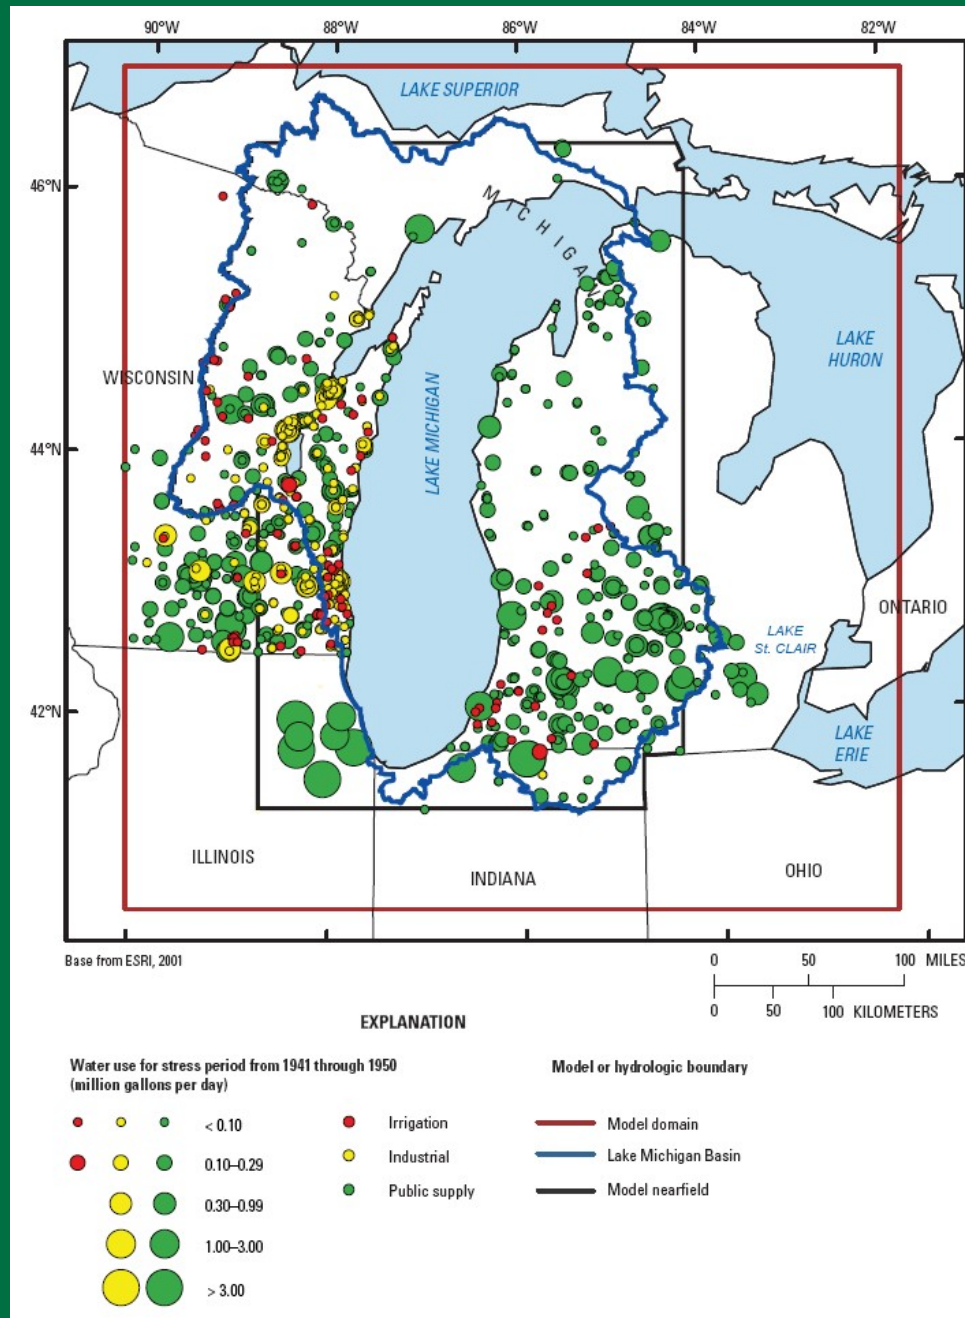 90°W 88°W 86°W 84°W 82°W
LAKE SUPERIOR
46°N
MICHIGAN
LAKE
HURON
WISCONSIN
LAKE MICHIGAN
44°N
ONTARIO
LAKE
St. CLAIR
42°N
LAKE
ERIE
ILLINOIS
INDIANA
OHIO
Base from ESRI, 2001
0 50 100 MILES
0 50 100 KILOMETERS
EXPLANATION
Water use for stress period from 1941 through 1950
(million gallons per day)
< 0.10
0.10–0.29
0.30–0.99
1.00–3.00
> 3.00
Irrigation
Industrial
Public supply
Model or hydrologic boundary
Model domain
Lake Michigan Basin
Model nearfield